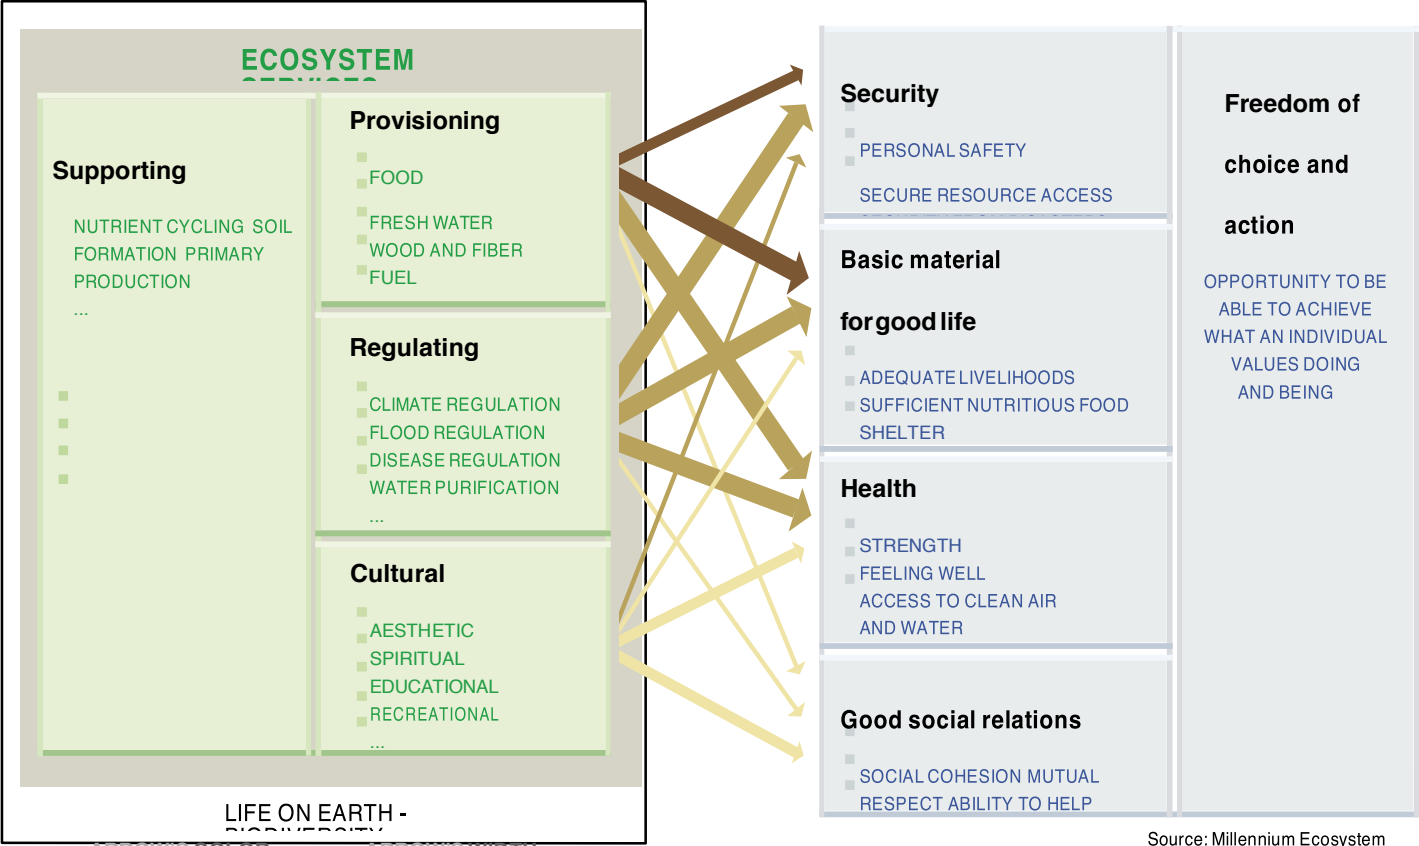 ECOSYSTEM
SERVICES
Supporting
NUTRIENT CYCLING SOIL
FORMATION PRIMARY
PRODUCTION
...
Provisioning
FOOD
FRESH WATER
WOOD AND FIBER
FUEL
Regulating
CLIMATE REGULATION
FLOOD REGULATION
DISEASE REGULATION
WATER PURIFICATION
...
Cultural
AESTHETIC
SPIRITUAL
EDUCATIONAL
RECREATIONAL
...
LIFE ON EARTH -
BIODIVERSITY
Security
PERSONAL SAFETY
SECURE RESOURCE ACCESS
Basic material
for good life
ADEQUATE LIVELIHOODS
SUFFICIENT NUTRITIOUS FOOD
SHELTER
Health
STRENGTH
FEELING WELL
ACCESS TO CLEAN AIR
AND WATER
Good social relations
SOCIAL COHESION MUTUAL
RESPECT ABILITY TO HELP
Freedom of
choice and
action
OPPORTUNITY TO BE
ABLE TO ACHIEVE
WHAT AN INDIVIDUAL
VALUES DOING
AND BEING
Source: Millennium Ecosystem